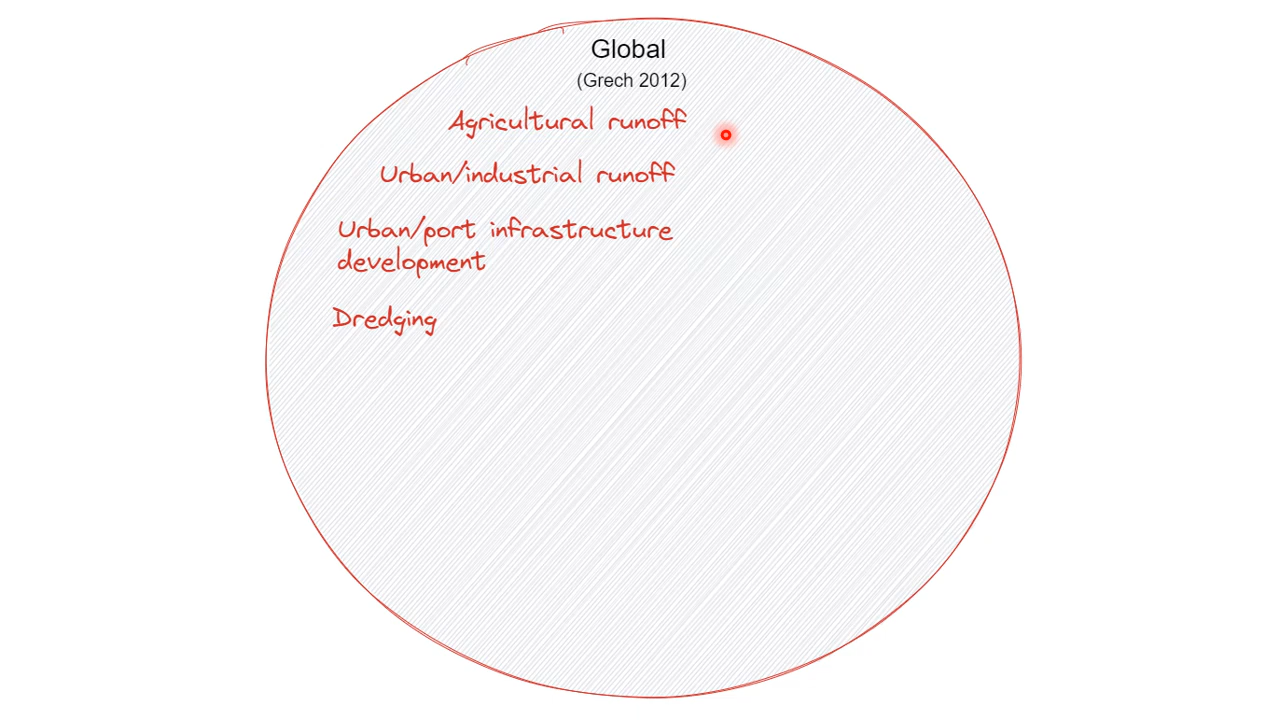 Global
(Grech 2012)
Agricultural runoff
Urban/industrial runoff
Urban/port infrastructure
development
Dredging